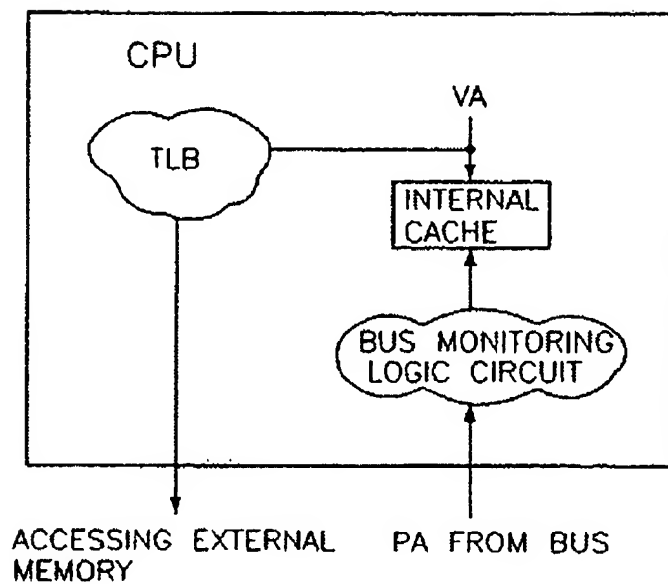 CPU
VA
TLB
INTERNAL
CACHE
BUS MONITORING
LOGIC CIRCUIT
ACCESSING EXTERNAL
MEMORY
PA FROM BUS